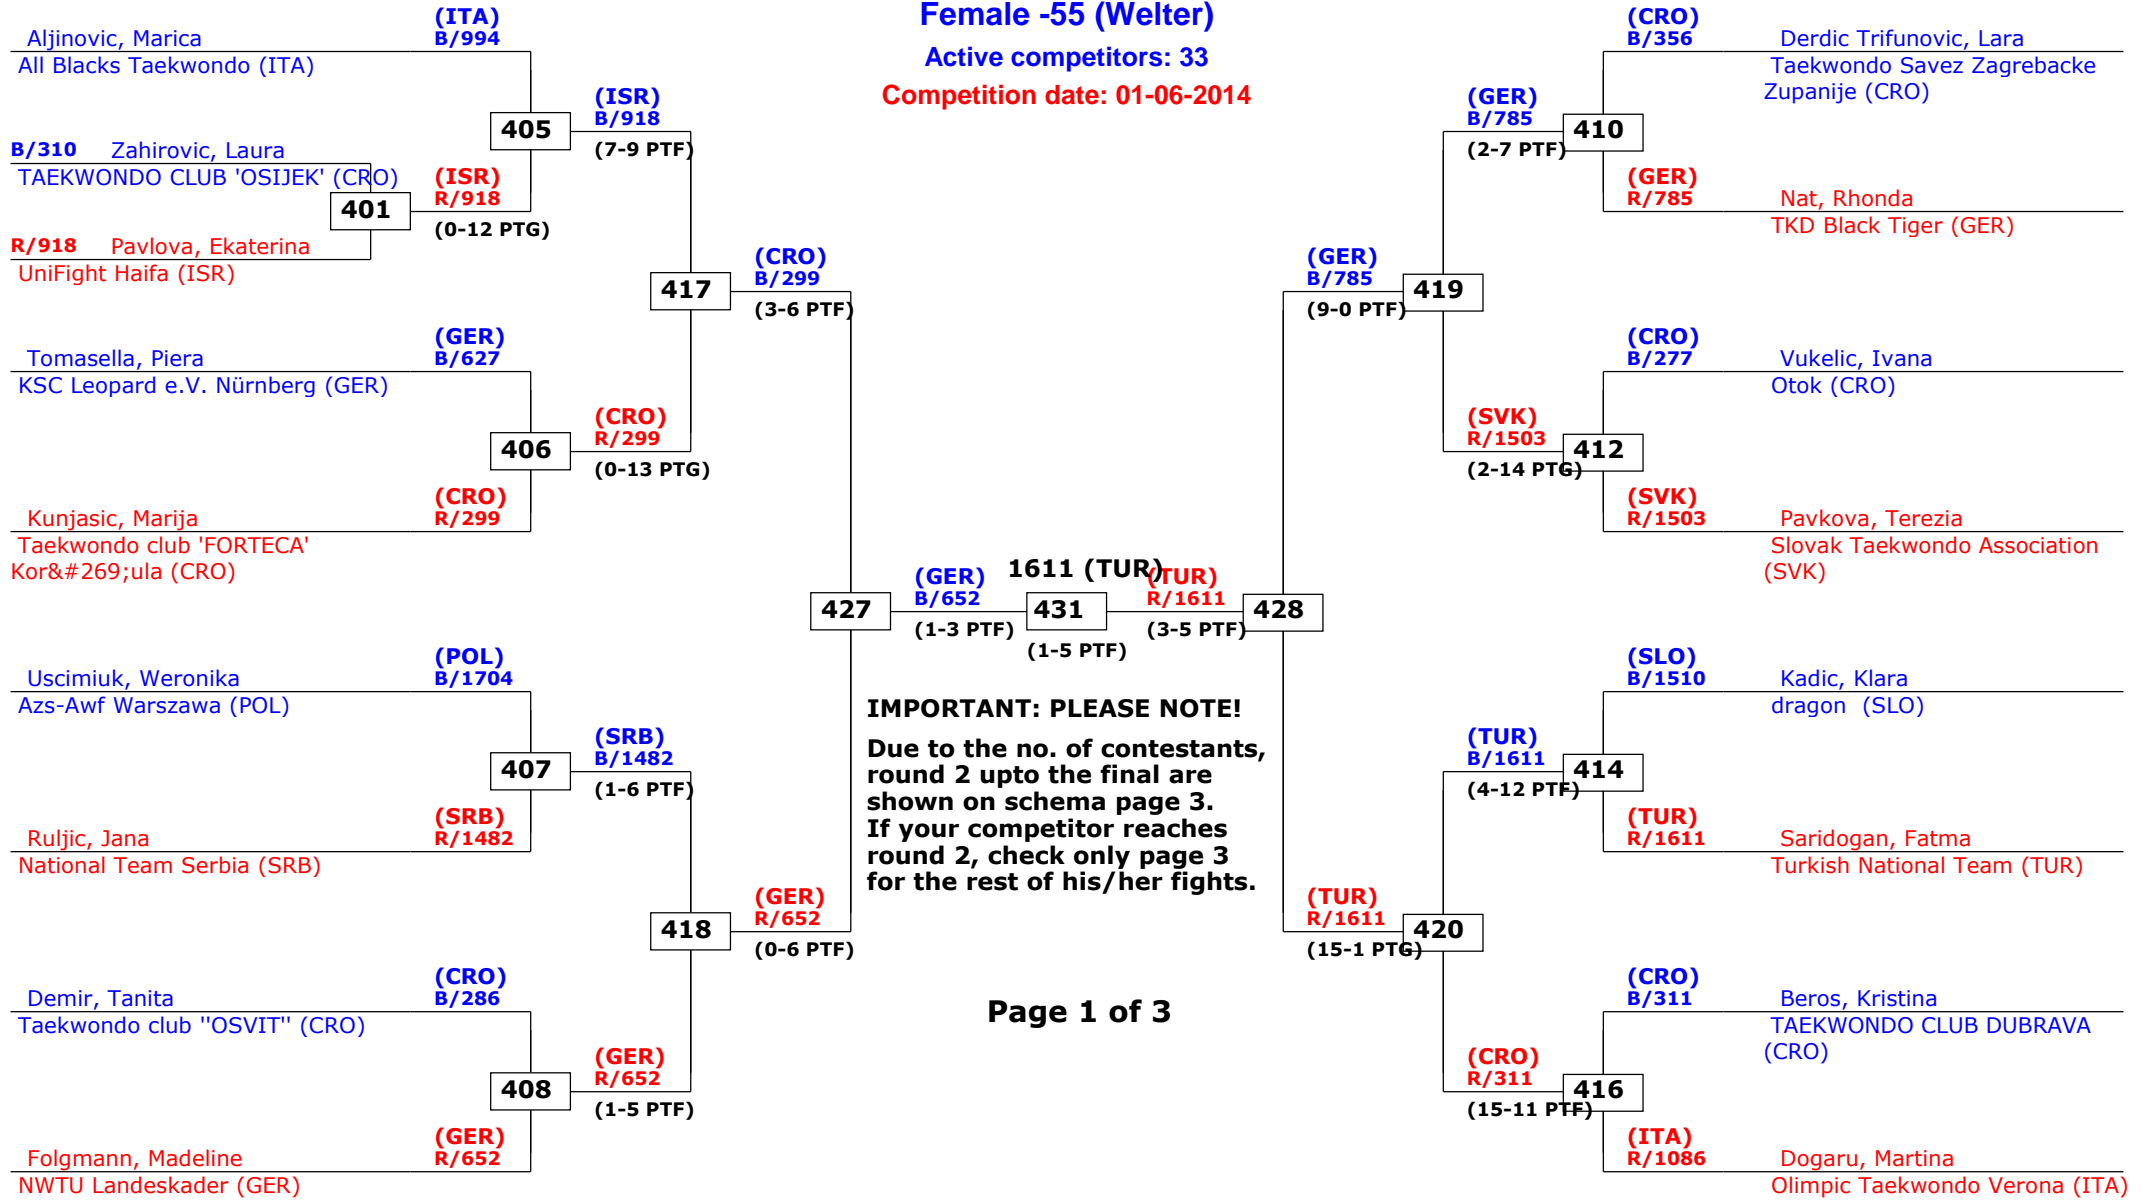 Female -55 (Welter)
Active competitors: 33
Competition date: 01-06-2014
(ITA)
B/994
Aljinovic, Marica
All Blacks Taekwondo (ITA)
405
(ISR)
B/918
(7-9 PTF)
B/310 Zahirovic, Laura
TAEKWONDO CLUB 'OSIJEK' (CRO)
401
(ISR)
R/918
(0-12 PTG)
R/918 Pavlova, Ekaterina
UniFight Haifa (ISR)
417
(CRO)
B/299
(3-6 PTF)
(GER)
B/627
Tomasella, Piera
KSC Leopard e.V. Nürnberg (GER)
406
(CRO)
R/299
(0-13 PTG)
(CRO)
R/299
Kunjasic, Marija
Taekwondo club 'FORTECA'
Kor&#269;ula (CRO)
427
(GER)
B/652
(1-3 PTF)
1611 (TUR)
431
(1-5 PTF)
(TUR)
R/1611
(3-5 PTF)
428
(POL)
B/1704
Uscimiuk, Weronika
Azs-Awf Warszawa (POL)
407
(SRB)
B/1482
(1-6 PTF)
(SRB)
R/1482
Ruljic, Jana
National Team Serbia (SRB)
418
(GER)
R/652
(0-6 PTF)
(CRO)
B/286
Demir, Tanita
Taekwondo club ''OSVIT'' (CRO)
408
(GER)
R/652
(1-5 PTF)
(GER)
R/652
Folgmann, Madeline
NWTU Landeskader (GER)
IMPORTANT: PLEASE NOTE!
Due to the no. of contestants,
round 2 upto the final are
shown on schema page 3.
If your competitor reaches
round 2, check only page 3
for the rest of his/her fights.
Page 1 of 3
(CRO)
B/356
Derdic Trifunovic, Lara
Taekwondo Savez Zagrebacke
Zupanije (CRO)
(GER)
B/785
(2-7 PTF)
410
(GER)
R/785
Nat, Rhonda
TKD Black Tiger (GER)
(GER)
B/785
(9-0 PTF)
419
(CRO)
B/277
Vukelic, Ivana
Otok (CRO)
(SVK)
R/1503
(2-14 PTG)
412
(SVK)
R/1503
Pavkova, Terezia
Slovak Taekwondo Association
(SVK)
(SLO)
B/1510
Kadic, Klara
dragon (SLO)
(TUR)
B/1611
(4-12 PTF)
414
(TUR)
R/1611
Saridogan, Fatma
Turkish National Team (TUR)
(TUR)
R/1611
(15-1 PTG)
420
(CRO)
B/311
Beros, Kristina
TAEKWONDO CLUB DUBRAVA
(CRO)
(CRO)
R/311
(15-11 PTF)
416
(ITA)
R/1086
Dogaru, Martina
Olimpic Taekwondo Verona (ITA)